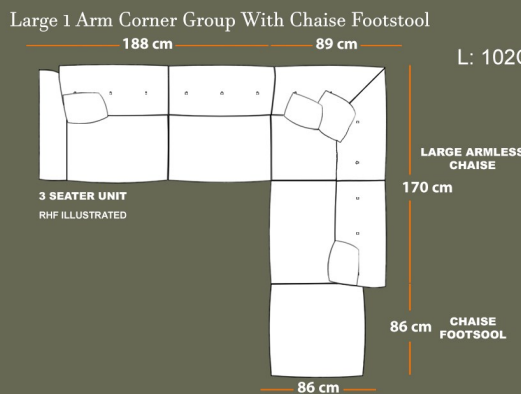 Large 1 Arm Corner Group With Chaise Footstool
188 cm
89 cm
L: 1020
LARGE ARMLESS
CHAISE
170 cm
3 SEATER UNIT
RHF ILLUSTRATED
86 cm
CHAISE
FOOTSOOL
86 cm